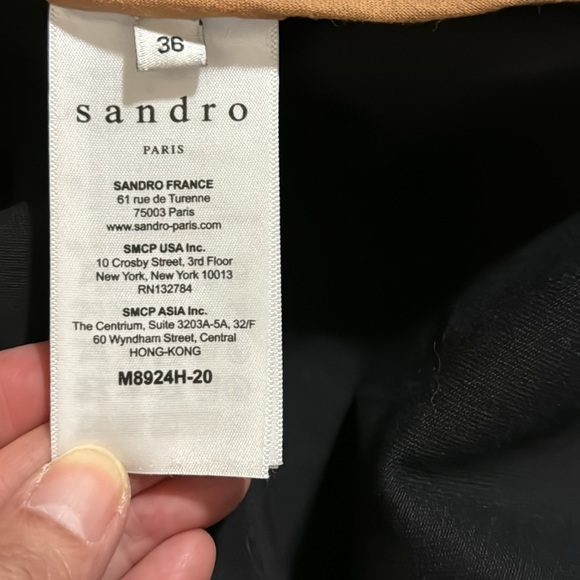 36
sandro
PARIS
SANDRO FRANCE
61 rue de Turenne
75003 Paris
www.sandro-paris.com
SMCP USA Inc.
10 Crosby Street, 3rd Floor
New York, New York 10013
RN132784
SMCP ASIA Inc.
The Centrium, Suite 3203A-5A, 32/F
60 Wyndham Street, Central
HONG-KONG
M8924H-20